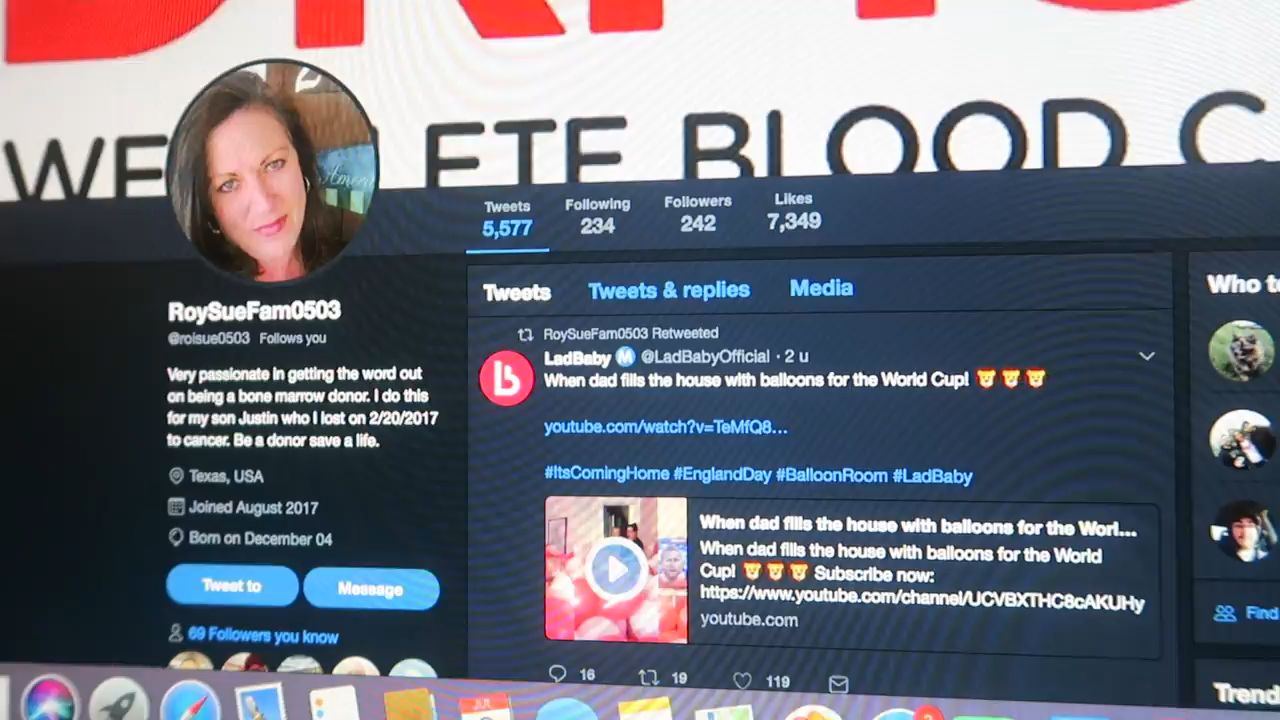 WE DELETE BLOOD C
Amer
Tweets Following Followers Likes
5,577 234 242 7,349
RoySueFam0503
@roisue0503 Follows you
Very passionate in getting the word out
on being a bone marrow donor. I do this
for my son Justin who I lost on 2/20/2017
to cancer. Be a donor save a life.
Texas, USA
Joined August 2017
Born on December 04
Tweet to Message
69 Followers you know
Tweets Tweets & replies Media
RoySueFam0503 Retweeted
LadBaby M @LadBabyOfficial · 2 u
When dad fills the house with balloons for the World Cup! 🦁🦁🦁
youtube.com/watch?v=TeMfQ8...
#ItsComingHome #EnglandDay #BalloonRoom #LadBaby
When dad fills the house with balloons for the Worl...
When dad fills the house with balloons for the World
Cup! 🦁🦁🦁 Subscribe now:
https://www.youtube.com/channel/UCVBXTHC8cAKUHy
youtube.com
16 19 119
Who to
Find
Trend
JUL